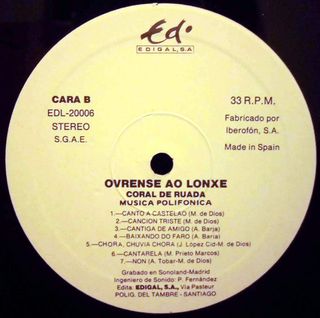 Ed.
EDIGAL,S.A
CARA B
EDL-20006
STEREO
S.G.A.E.
33 R.P.M.
Fabricado por
Iberofón, S.A.
Made in Spain
OVRENSE AO LONXE
CORAL DE RUADA
MUSICA POLIFONICA
1.—CANTO A CASTELAO (M. de Dios)
2.—CANCION TRISTE (M. de Dios)
3.—CANTIGA DE AMIGO (A. Barja)
4.—BAIXANDO DO FARO (A. Barja)
5.—CHORA, CHUVIA CHORA (J. Lopez Cid-M. de Dios)
6.—CANTARELA (M. Prieto Marcos)
7.—NON (A. Tobar-M. de Dios)
Grabado en Sonoland-Madrid
Ingeniero de Sonido: P. Fernández
Edita: EDIGAL, S.A., Via Pasteur
POLIG. DEL TAMBRE - SANTIAGO